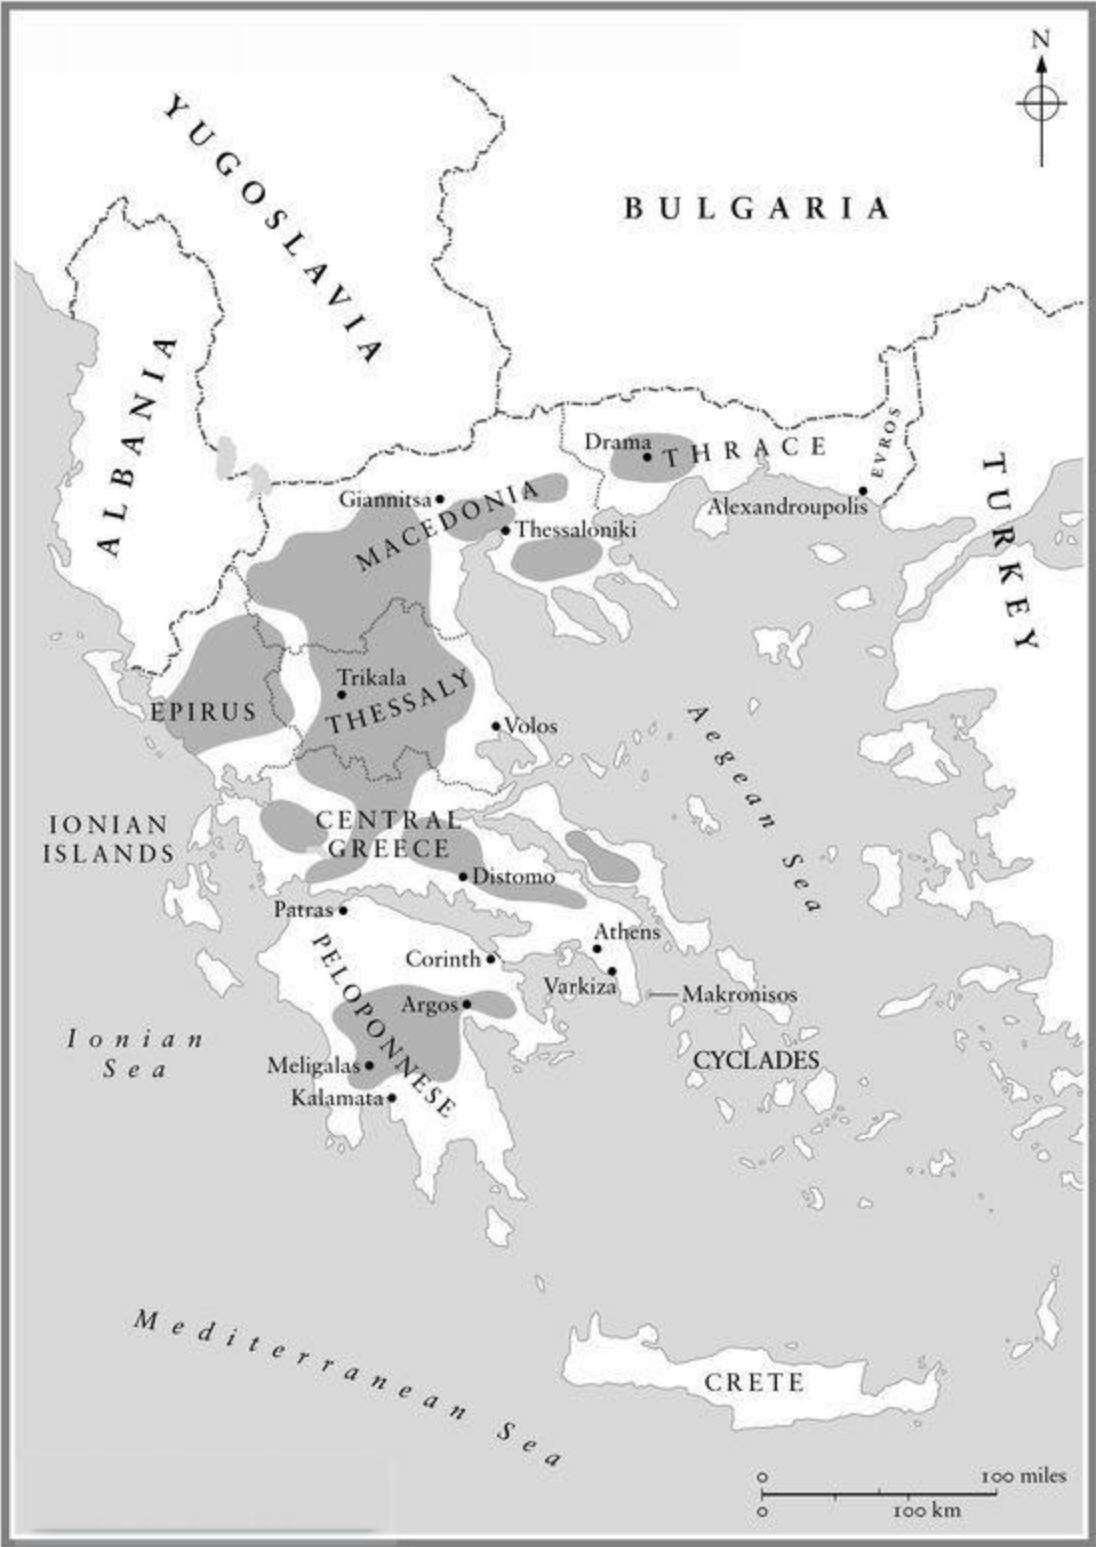 N
YUGOSLAVIA
BULGARIA
ALBANIA
TURKEY
EVROS
Drama
THRACE
Alexandroupolis
Giannitsa
MACEDONIA
Thessaloniki
Trikala
THESSALY
EPIRUS
Volos
Aegean Sea
IONIAN
ISLANDS
CENTRAL
GREECE
Distomo
Patras
Athens
Corinth
Varkiza
Makronisos
PELOPONNESE
Argos
Ionian
Sea
CYCLADES
Meligalas
Kalamata
Mediterranean Sea
CRETE
0 100 miles
0 100 km